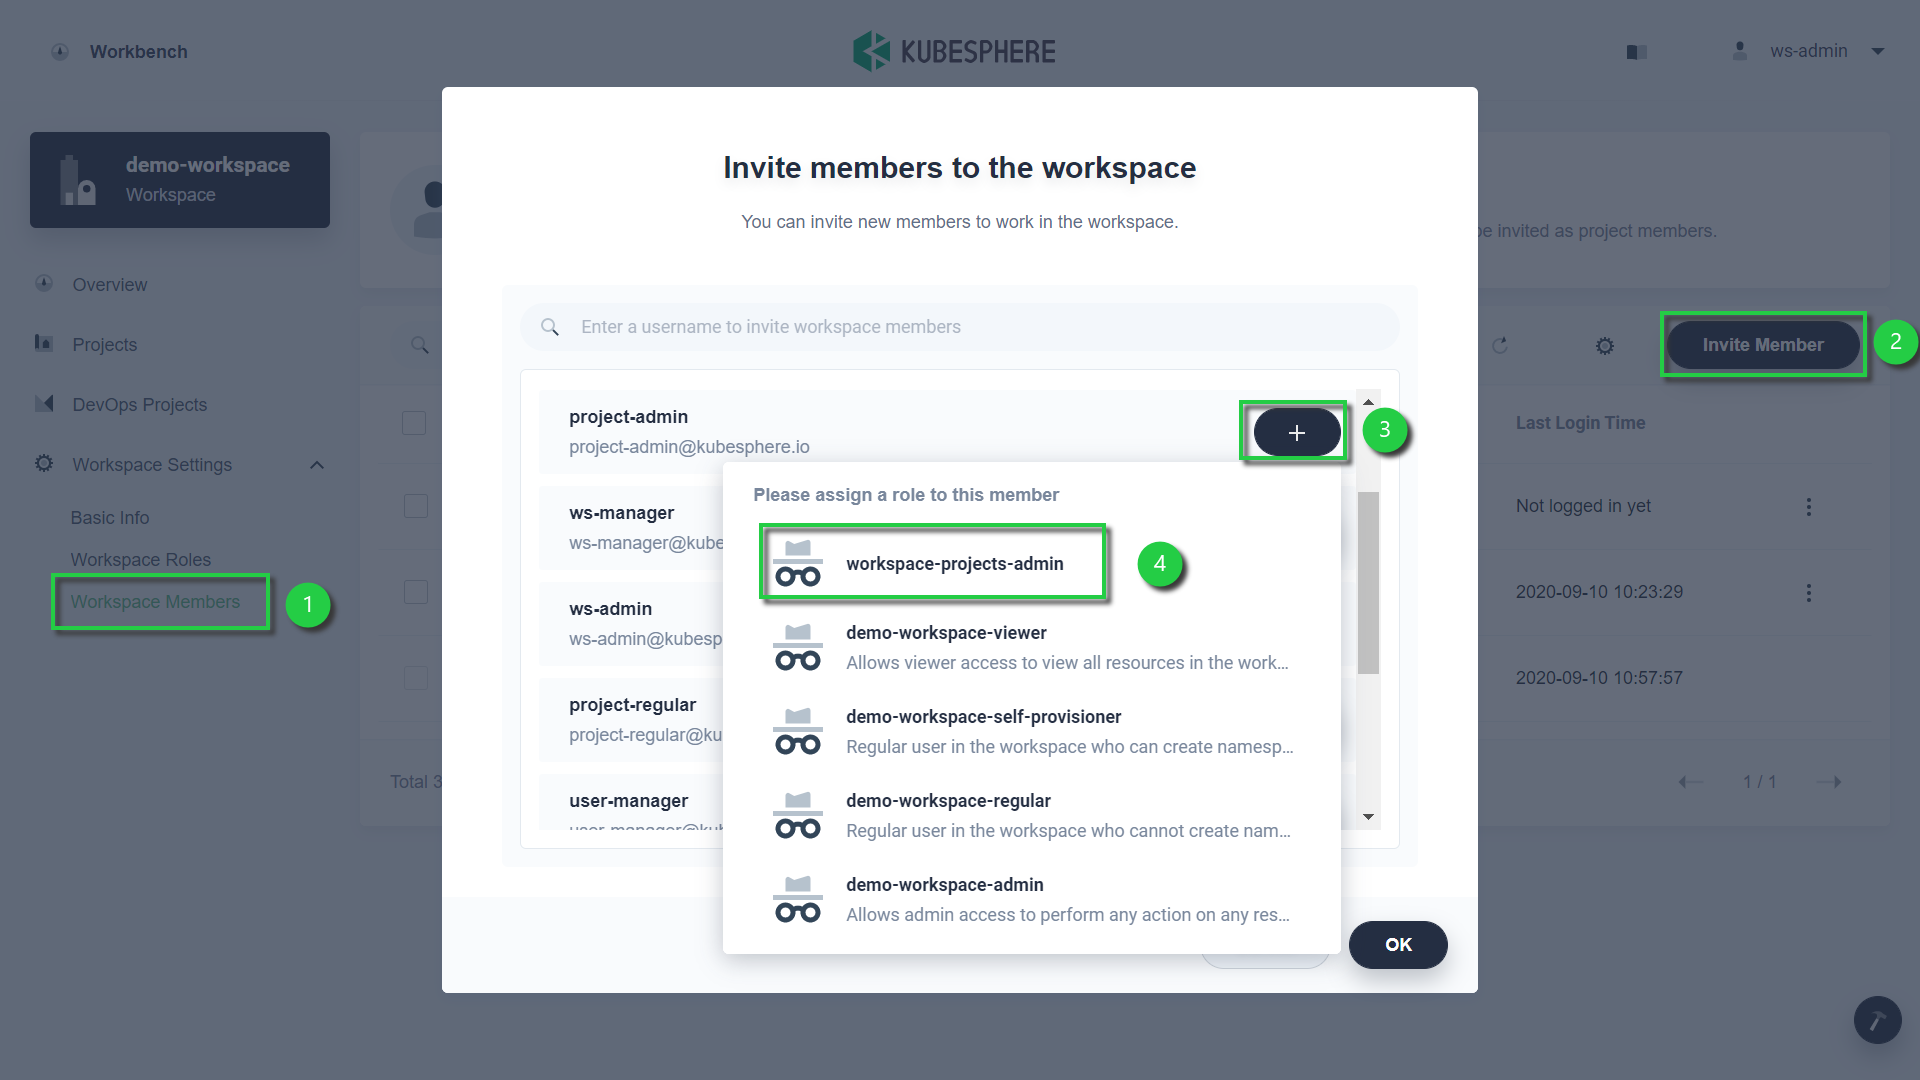 Workbench
KUBESPHERE
ws-admin
demo-workspace
Workspace
Overview
Projects
DevOps Projects
Workspace Settings
Basic Info
Workspace Roles
Workspace Members
1
be invited as project members.
Invite Member
2
Last Login Time
Not logged in yet
2020-09-10 10:23:29
2020-09-10 10:57:57
Total 3
1 / 1
Invite members to the workspace
You can invite new members to work in the workspace.
Enter a username to invite workspace members
project-admin
project-admin@kubesphere.io
3
ws-manager
ws-manager@kube
ws-admin
ws-admin@kubesp
project-regular
project-regular@ku
user-manager
user-manager@kub
Please assign a role to this member
workspace-projects-admin
4
demo-workspace-viewer
Allows viewer access to view all resources in the work...
demo-workspace-self-provisioner
Regular user in the workspace who can create namesp...
demo-workspace-regular
Regular user in the workspace who cannot create nam...
demo-workspace-admin
Allows admin access to perform any action on any res...
OK